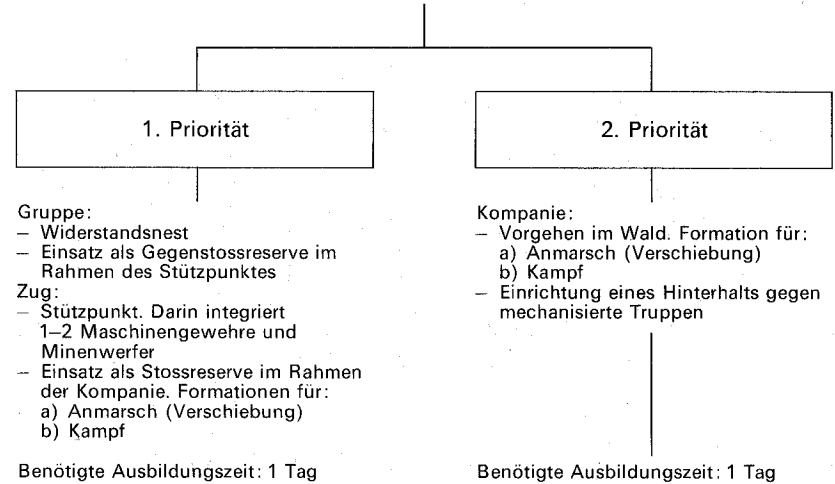 1. Priorität
Gruppe:
– Widerstandsnest
– Einsatz als Gegenstossreserve im
Rahmen des Stützpunktes
Zug:
– Stützpunkt. Darin integriert
1–2 Maschinengewehre und
Minenwerfer
– Einsatz als Stossreserve im Rahmen
der Kompanie. Formationen für:
a) Anmarsch (Verschiebung)
b) Kampf
Benötigte Ausbildungszeit: 1 Tag
2. Priorität
Kompanie:
– Vorgehen im Wald. Formation für:
a) Anmarsch (Verschiebung)
b) Kampf
– Einrichtung eines Hinterhalts gegen
mechanisierte Truppen
Benötigte Ausbildungszeit: 1 Tag